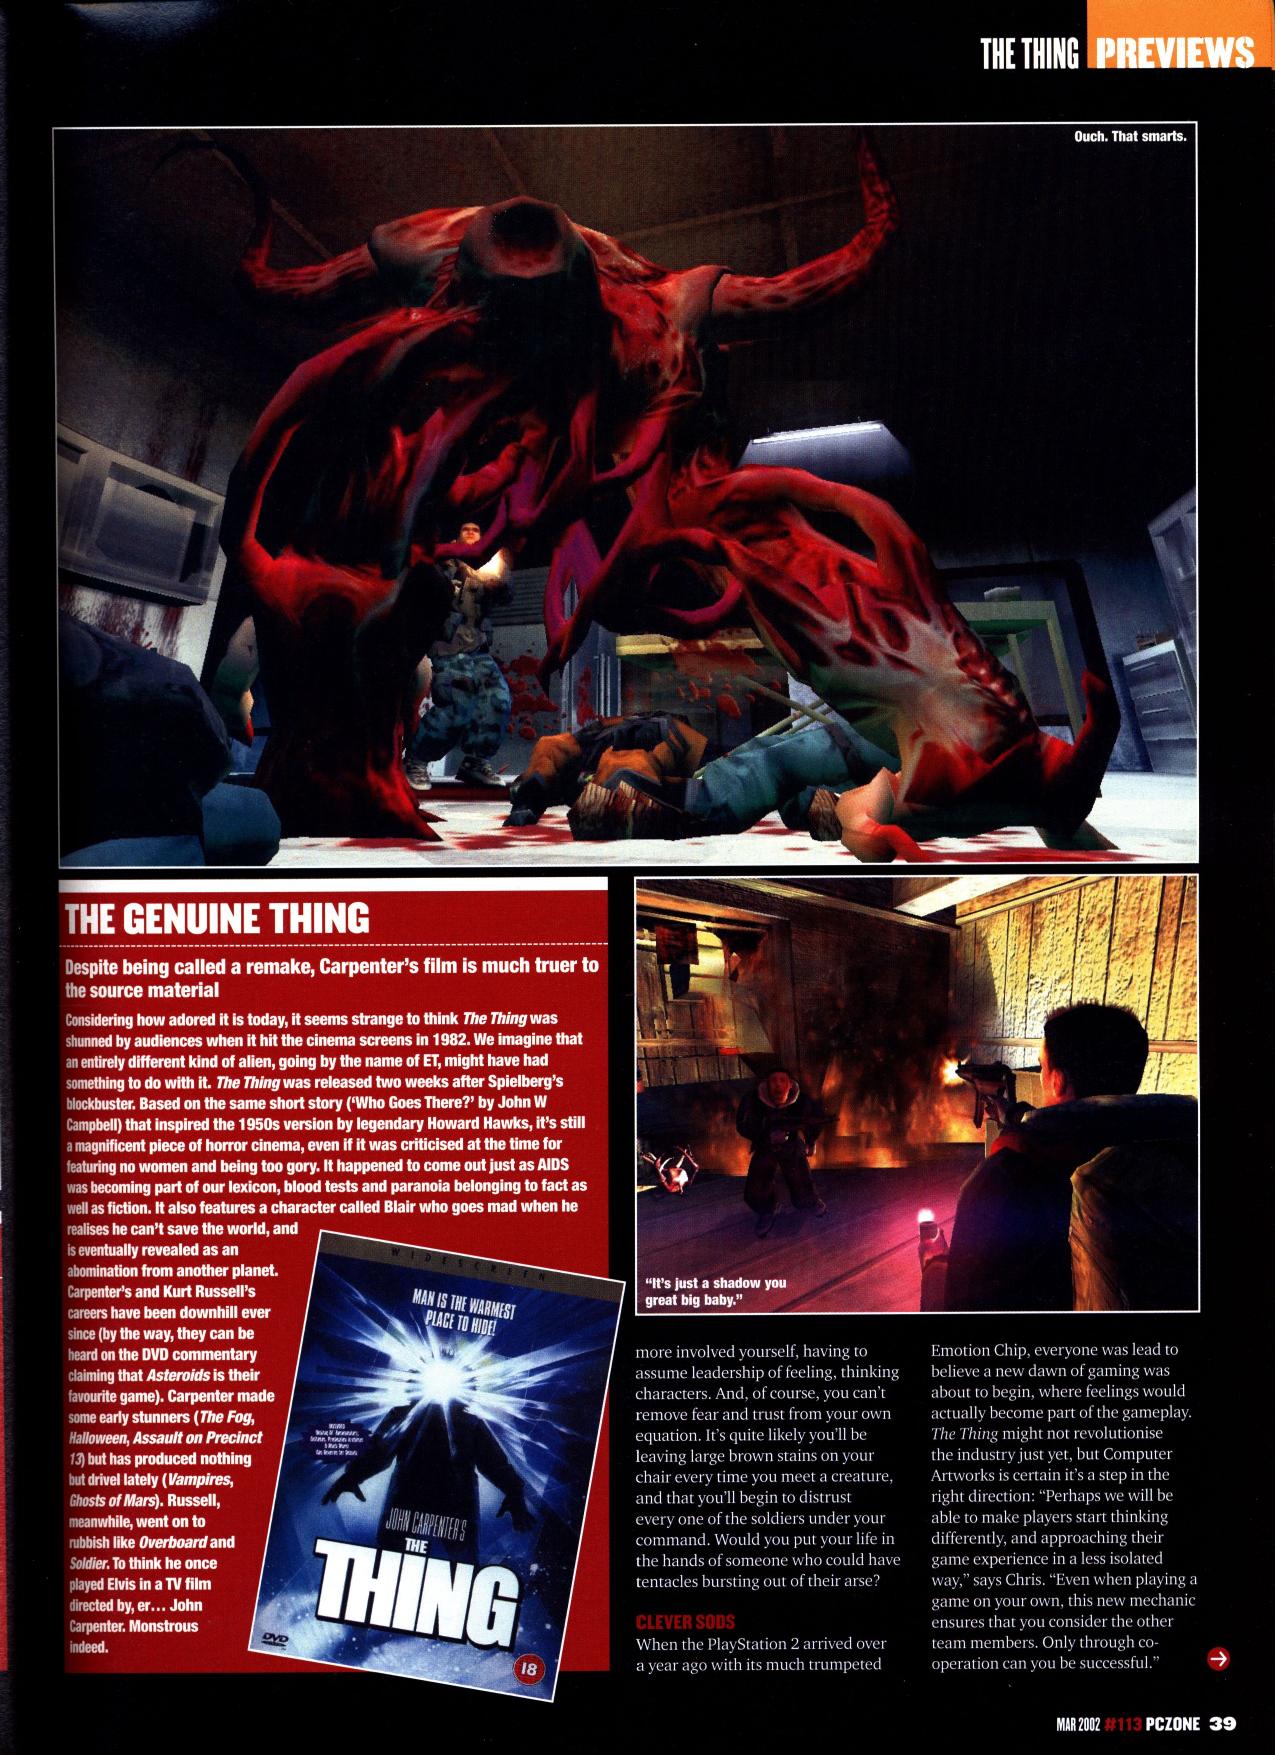 THE THING PREVIEWS
Ouch. That smarts.
THE GENUINE THING
Despite being called a remake, Carpenter's film is much truer to
the source material
Considering how adored it is today, it seems strange to think The Thing was
shunned by audiences when it hit the cinema screens in 1982. We imagine that
an entirely different kind of alien, going by the name of ET, might have had
something to do with it. The Thing was released two weeks after Spielberg's
blockbuster. Based on the same short story ('Who Goes There?' by John W
Campbell) that inspired the 1950s version by legendary Howard Hawks, it's still
a magnificent piece of horror cinema, even if it was criticised at the time for
featuring no women and being too gory. It happened to come out just as AIDS
was becoming part of our lexicon, blood tests and paranoia belonging to fact as
well as fiction. It also features a character called Blair who goes mad when he
realises he can't save the world, and
is eventually revealed as an
abomination from another planet.
Carpenter's and Kurt Russell's
careers have been downhill ever
since (by the way, they can be
heard on the DVD commentary
claiming that Asteroids is their
favourite game). Carpenter made
some early stunners (The Fog,
Halloween, Assault on Precinct
13) but has produced nothing
but drivel lately (Vampires,
Ghosts of Mars). Russell,
meanwhile, went on to
rubbish like Overboard and
Soldier. To think he once
played Elvis in a TV film
directed by, er... John
Carpenter. Monstrous
indeed.
WIDESCREEN
MAN IS THE WARMEST
PLACE TO HIDE!
JOHN CARPENTER'S
THE
THING
DVD
18
"It's just a shadow you
great big baby."
more involved yourself, having to
assume leadership of feeling, thinking
characters. And, of course, you can't
remove fear and trust from your own
equation. It's quite likely you'll be
leaving large brown stains on your
chair every time you meet a creature,
and that you'll begin to distrust
every one of the soldiers under your
command. Would you put your life in
the hands of someone who could have
tentacles bursting out of their arse?
CLEVER SODS
When the PlayStation 2 arrived over
a year ago with its much trumpeted
Emotion Chip, everyone was lead to
believe a new dawn of gaming was
about to begin, where feelings would
actually become part of the gameplay.
The Thing might not revolutionise
the industry just yet, but Computer
Artworks is certain it's a step in the
right direction: "Perhaps we will be
able to make players start thinking
differently, and approaching their
game experience in a less isolated
way," says Chris. "Even when playing a
game on your own, this new mechanic
ensures that you consider the other
team members. Only through co-
operation can you be successful."
MAR 2002 #113 PCZONE 39